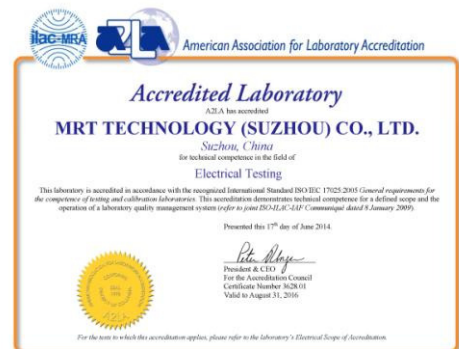 ilac-MRA
A2LA
American Association for Laboratory Accreditation
Accredited Laboratory
A2LA has accredited
MRT TECHNOLOGY (SUZHOU) CO., LTD.
Suzhou, China
for technical competence in the field of
Electrical Testing
This laboratory is accredited in accordance with the recognized International Standard ISO/IEC 17025:2005 General requirements for
the competence of testing and calibration laboratories. This accreditation demonstrates technical competence for a defined scope and the
operation of a laboratory quality management system (refer to joint ISO-ILAC-IAF Communiqué dated 8 January 2009).
Presented this 17th day of June 2014.
President & CEO
For the Accreditation Council
Certificate Number 3628.01
Valid to August 31, 2016
A2LA
For the tests to which this accreditation applies, please refer to the laboratory's Electrical Scope of Accreditation.